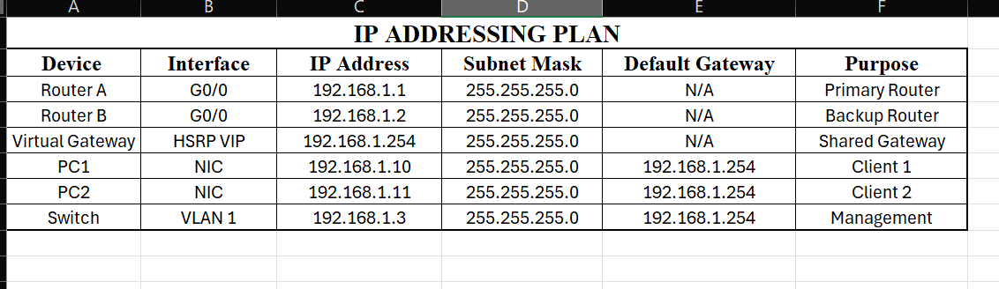 A B C D E F
IP ADDRESSING PLAN
Device Interface IP Address Subnet Mask Default Gateway Purpose
Router A G0/0 192.168.1.1 255.255.255.0 N/A Primary Router
Router B G0/0 192.168.1.2 255.255.255.0 N/A Backup Router
Virtual Gateway HSRP VIP 192.168.1.254 255.255.255.0 N/A Shared Gateway
PC1 NIC 192.168.1.10 255.255.255.0 192.168.1.254 Client 1
PC2 NIC 192.168.1.11 255.255.255.0 192.168.1.254 Client 2
Switch VLAN 1 192.168.1.3 255.255.255.0 192.168.1.254 Management